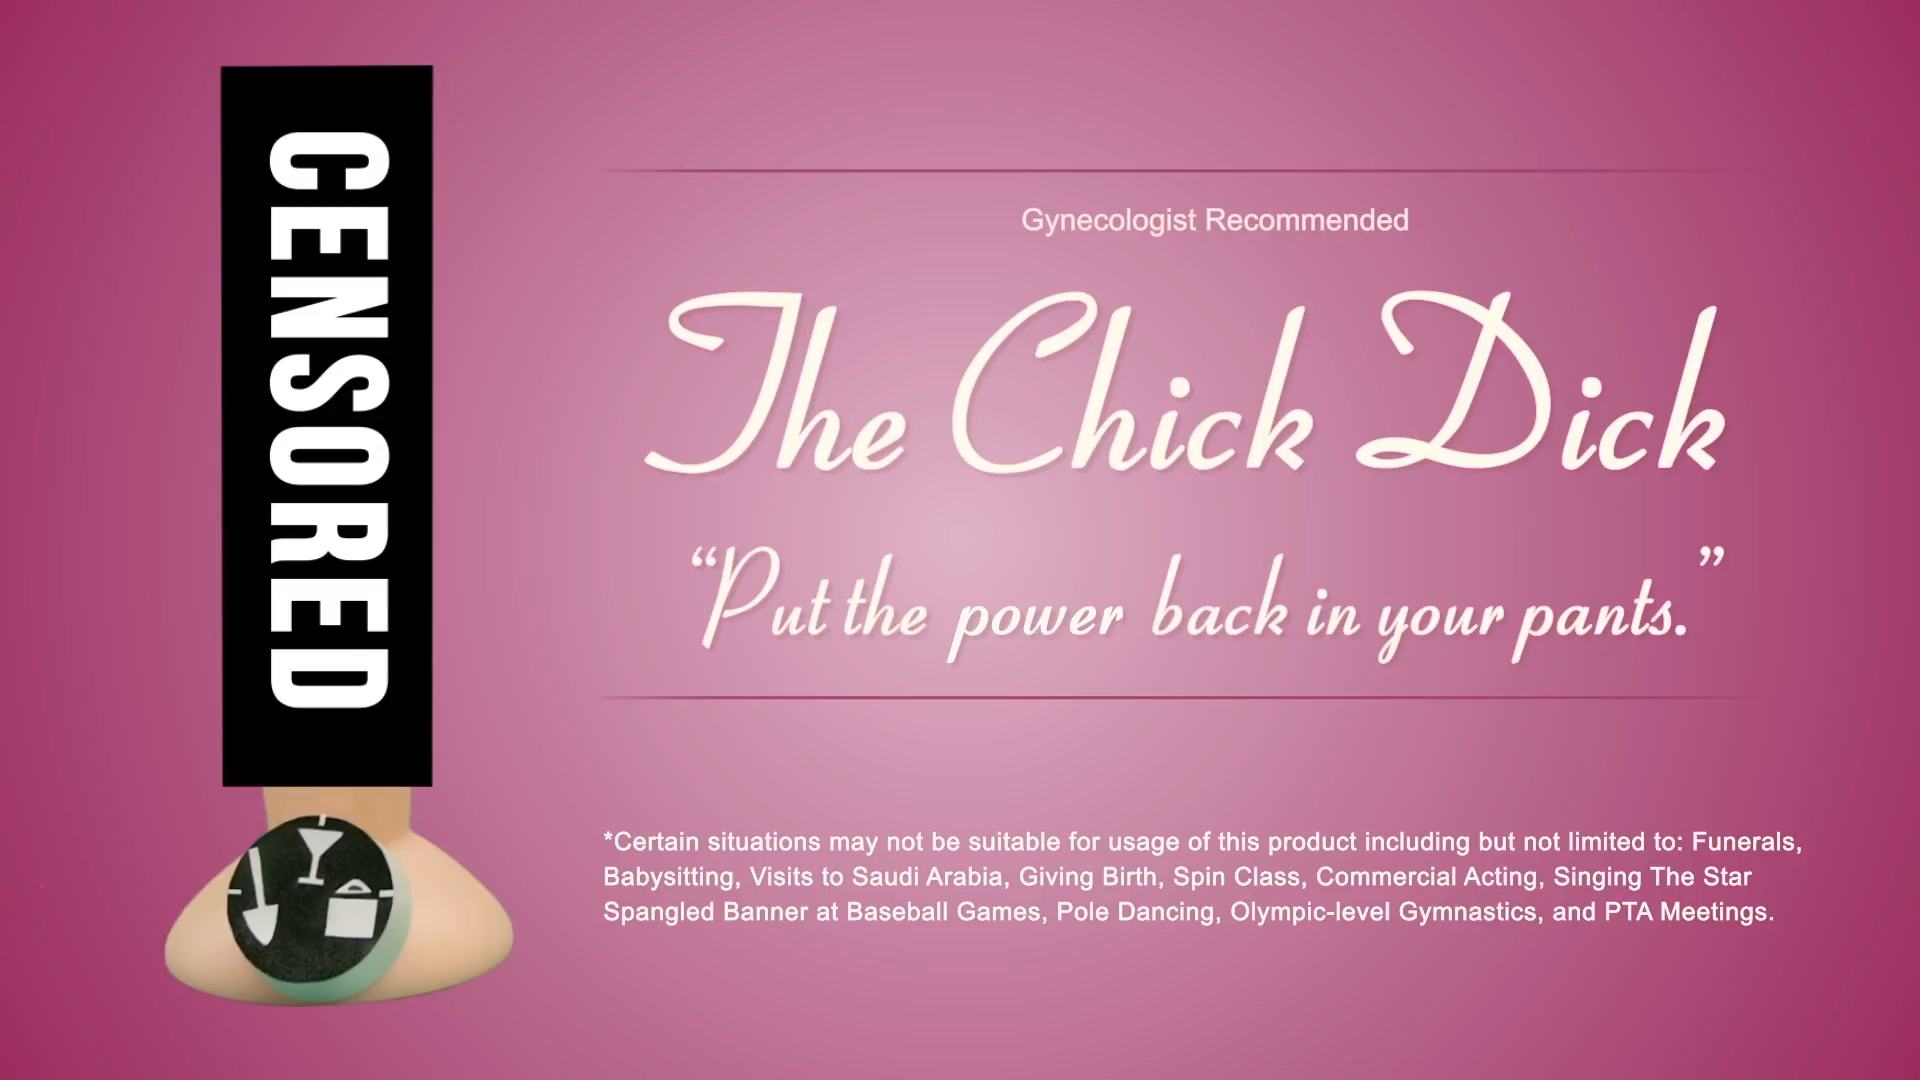 CENSORED
Gynecologist Recommended
The Chick Dick
“Put the power back in your pants.”
*Certain situations may not be suitable for usage of this product including but not limited to: Funerals,
Babysitting, Visits to Saudi Arabia, Giving Birth, Spin Class, Commercial Acting, Singing The Star
Spangled Banner at Baseball Games, Pole Dancing, Olympic-level Gymnastics, and PTA Meetings.